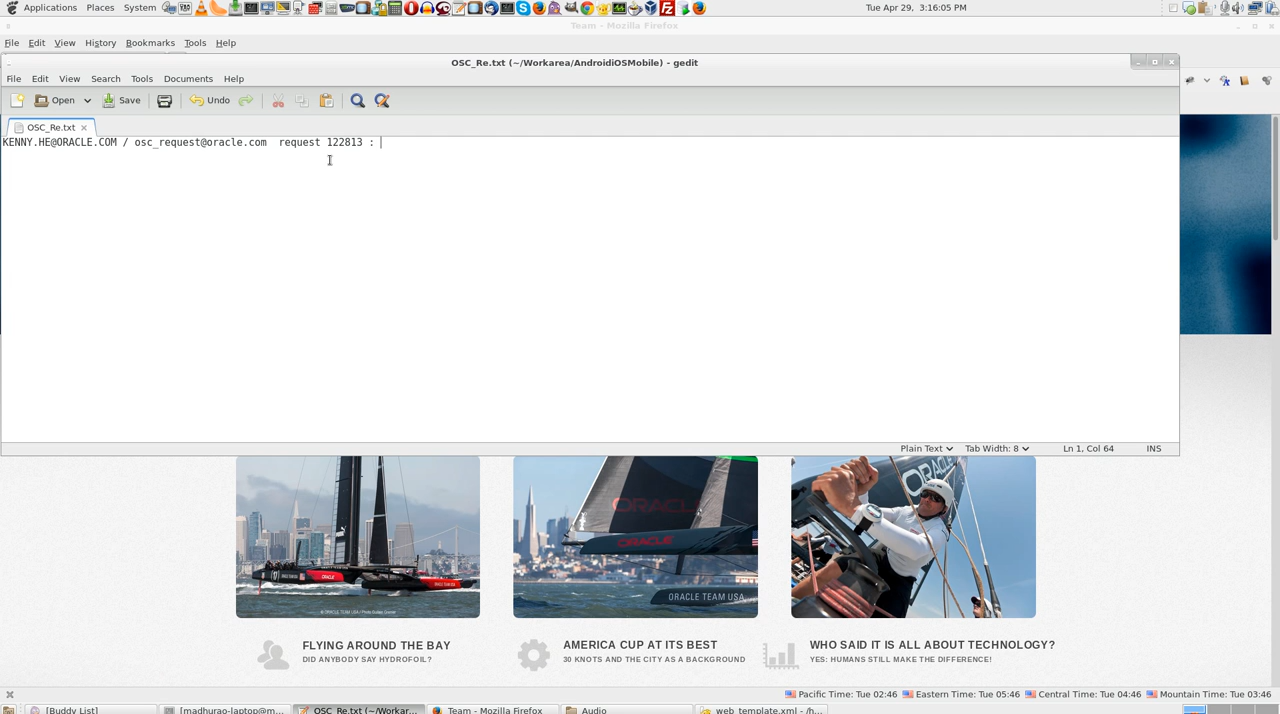 Applications Places System
Tue Apr 29, 3:16:05 PM
Team - Mozilla Firefox
File Edit View History Bookmarks Tools Help
OSC_Re.txt (~/Workarea/AndroidiOSMobile) - gedit
File Edit View Search Tools Documents Help
Open Save Undo
OSC_Re.txt
KENNY.HE@ORACLE.COM / osc_request@oracle.com request 122813 :
Plain Text Tab Width: 8 Ln 1, Col 64 INS
ORACLE
ORACLE
ORACLE
ORACLE
ORACLE TEAM USA
FLYING AROUND THE BAY
DID ANYBODY SAY HYDROFOIL?
AMERICA CUP AT ITS BEST
30 KNOTS AND THE CITY AS A BACKGROUND
WHO SAID IT IS ALL ABOUT TECHNOLOGY?
YES: HUMANS STILL MAKE THE DIFFERENCE!
Pacific Time: Tue 02:46 Eastern Time: Tue 05:46 Central Time: Tue 04:46 Mountain Time: Tue 03:46
[Buddy List] [madhurao-laptop@m... OSC_Re.txt (~/Workar... Team - Mozilla Firefox Audio web_template.xml - /h...